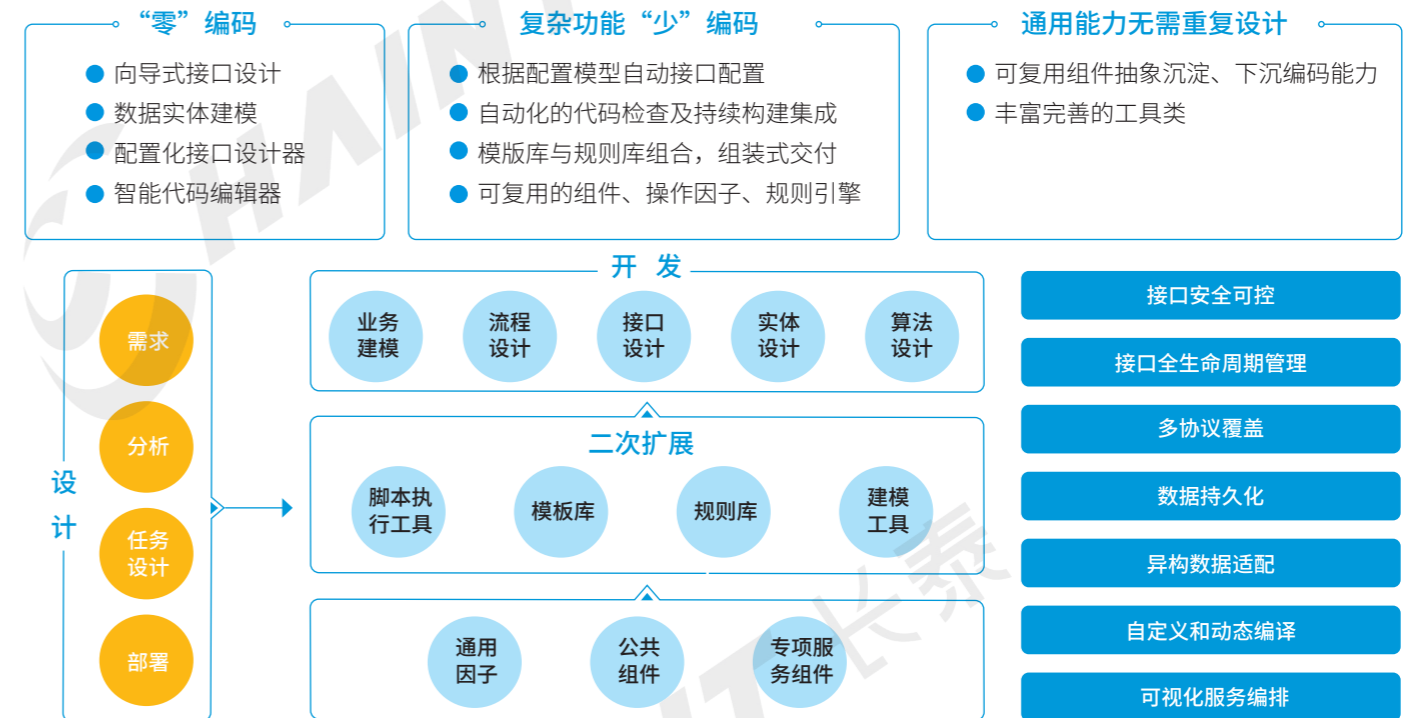 “零”编码
向导式接口设计
数据实体建模
配置化接口设计器
智能代码编辑器
复杂功能“少”编码
根据配置模型自动接口配置
自动化的代码检查及持续构建集成
模版库与规则库组合，组装式交付
可复用的组件、操作因子、规则引擎
通用能力无需重复设计
可复用组件抽象沉淀、下沉编码能力
丰富完善的工具类
设
计
需求
分析
任务
设计
部署
开 发
业务
建模
流程
设计
接口
设计
实体
设计
算法
设计
二次扩展
脚本执
行工具
模板库
规则库
建模
工具
通用
因子
公共
组件
专项服
务组件
接口安全可控
接口全生命周期管理
多协议覆盖
数据持久化
异构数据适配
自定义和动态编译
可视化服务编排
HAIN
IT长泰